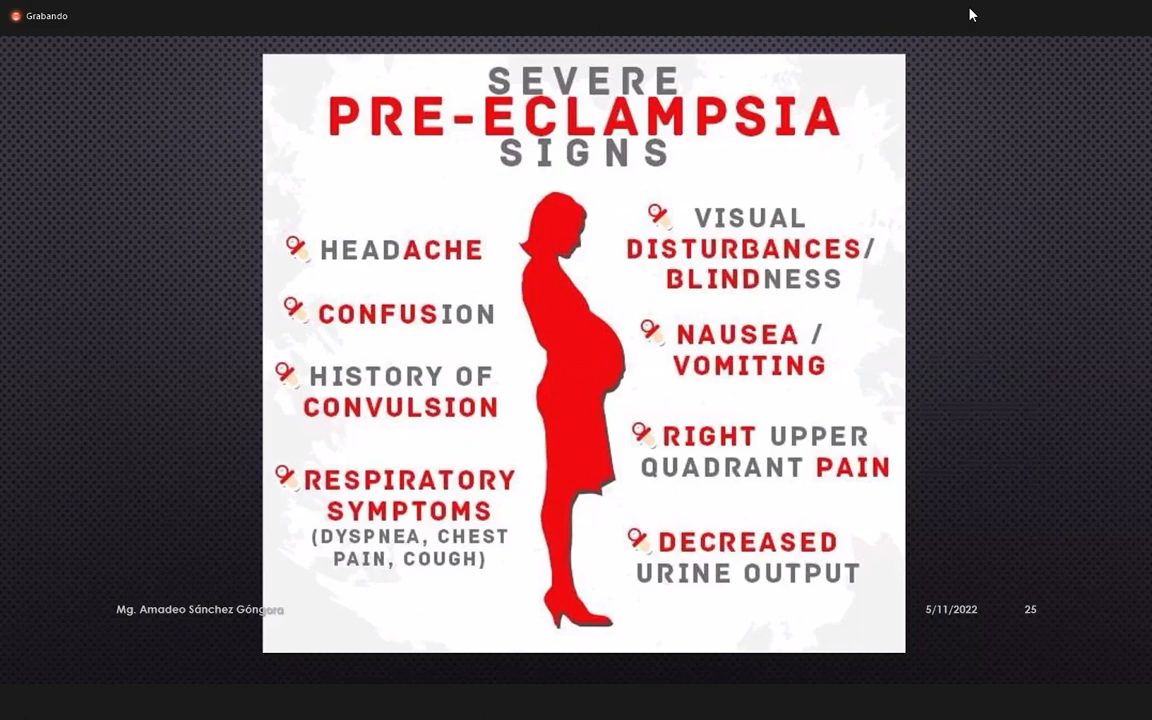 Grabando
SEVERE
PRE-ECLAMPSIA
SIGNS
HEADACHE
CONFUSION
HISTORY OF
CONVULSION
RESPIRATORY
SYMPTOMS
(DYSPNEA, CHEST
PAIN, COUGH)
VISUAL
DISTURBANCES/
BLINDNESS
NAUSEA /
VOMITING
RIGHT UPPER
QUADRANT PAIN
DECREASED
URINE OUTPUT
Mg. Amadeo Sánchez Góngora
5/11/2022
25